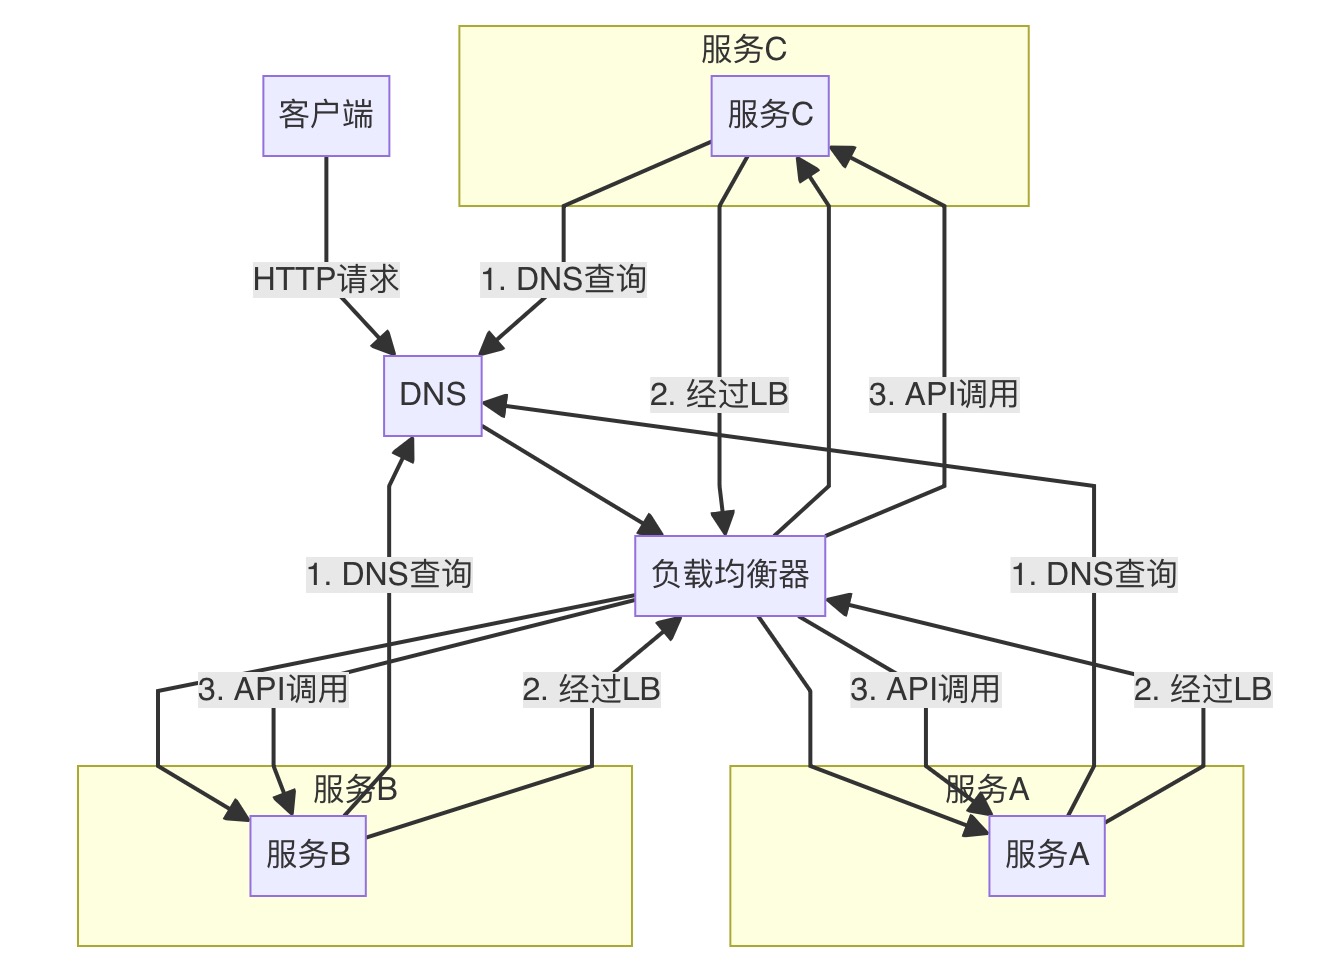 服务C
客户端
服务C
HTTP请求
1. DNS查询
DNS
2. 经过LB
3. API调用
1. DNS查询
负载均衡器
1. DNS查询
3. API调用
2. 经过LB
3. API调用
2. 经过LB
服务B
服务A
服务B
服务A